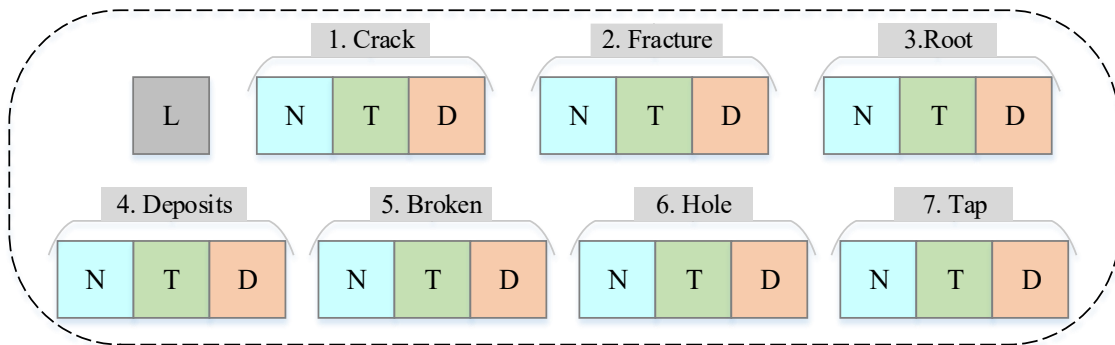 1. Crack 2. Fracture 3.Root
L N T D N T D N T D
4. Deposits 5. Broken 6. Hole 7. Tap
N T D N T D N T D N T D